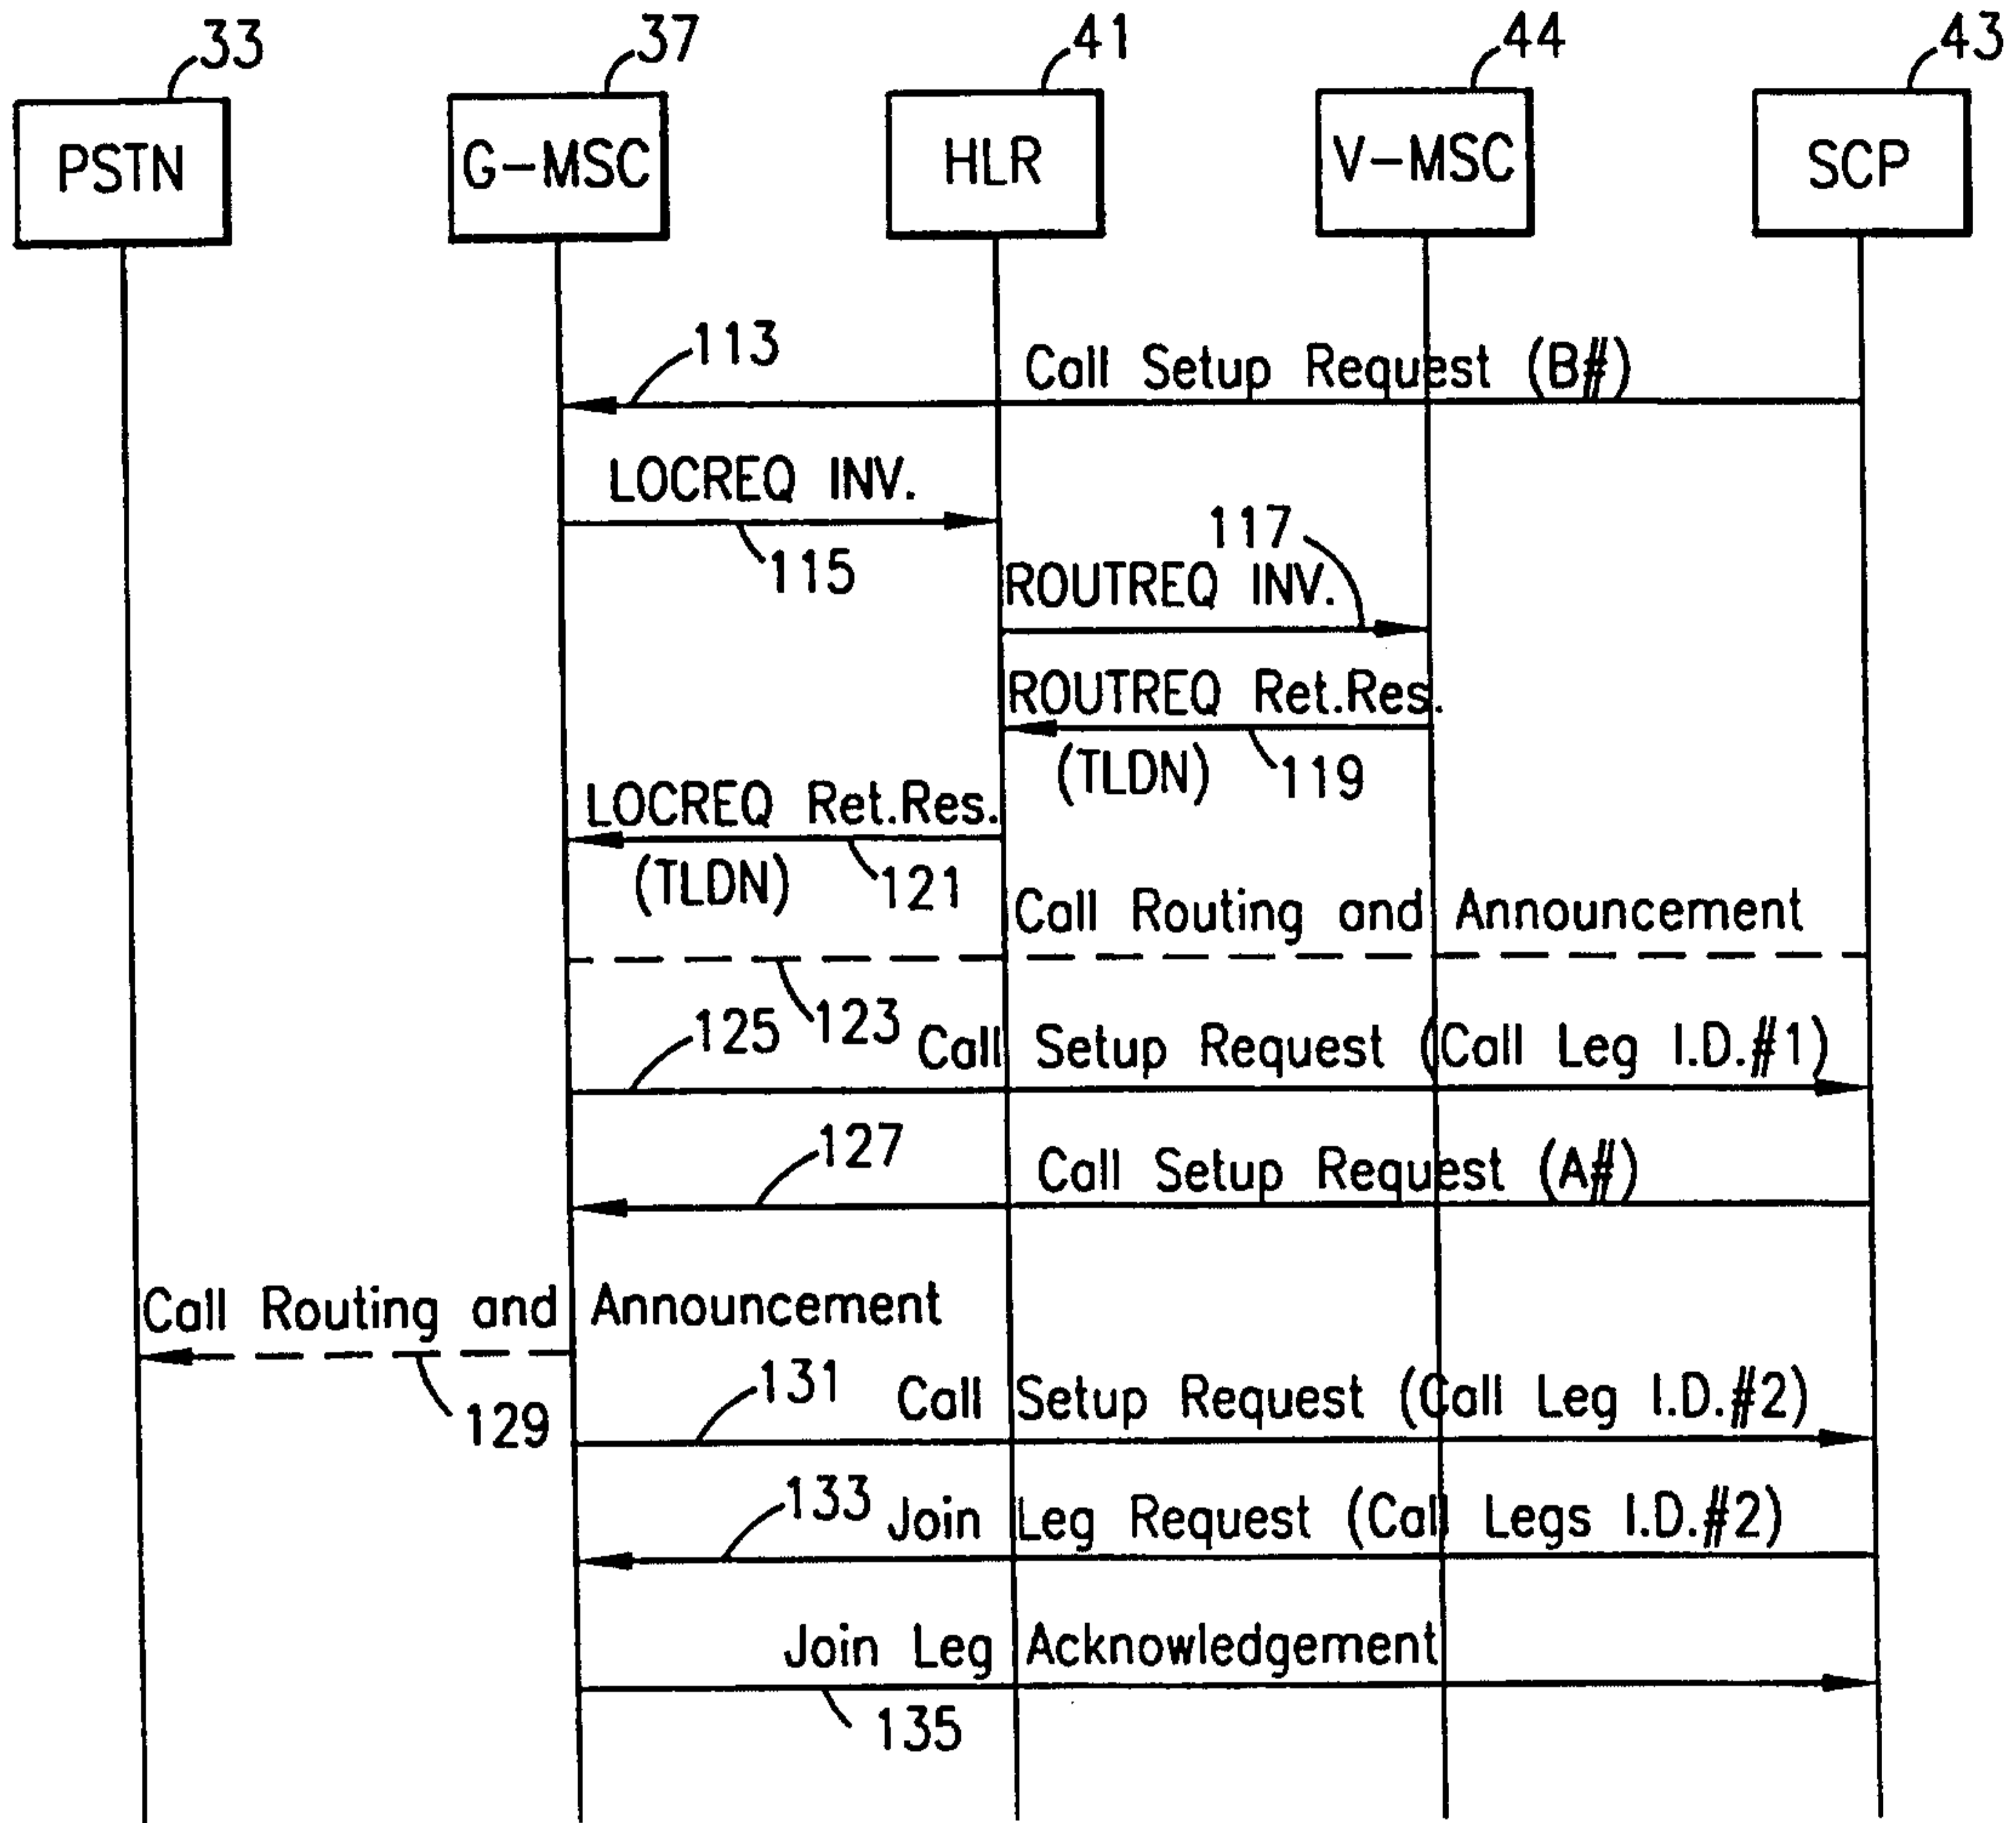 33
37
41
44
43
PSTN
G-MSC
HLR
V-MSC
SCP
113
Call Setup Request (B#)
LOCREQ INV.
115
117
ROUTREQ INV.
ROUTREQ Ret.Res.
(TLDN)
119
LOCREQ Ret.Res.
(TLDN)
121
Call Routing and Announcement
123
125
Call Setup Request (Call Leg I.D.#1)
127
Call Setup Request (A#)
Call Routing and Announcement
129
131
Call Setup Request (Call Leg I.D.#2)
133
Join Leg Request (Call Legs I.D.#2)
Join Leg Acknowledgement
135